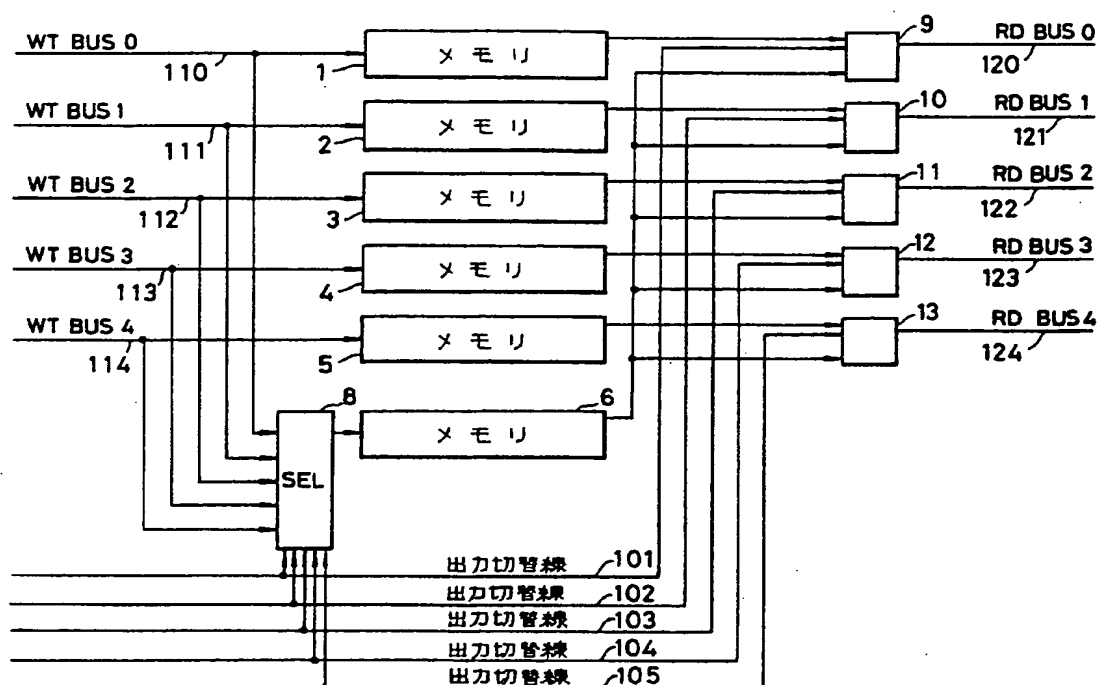 WT BUS 0
110
1
メモリ
9
RD BUS 0
120
WT BUS 1
111
2
メモリ
10
RD BUS 1
121
WT BUS 2
112
3
メモリ
11
RD BUS 2
122
WT BUS 3
113
4
メモリ
12
RD BUS 3
123
WT BUS 4
114
5
メモリ
13
RD BUS 4
124
8
SEL
6
メモリ
出力切替線 101
出力切替線 102
出力切替線 103
出力切替線 104
出力切替線 105